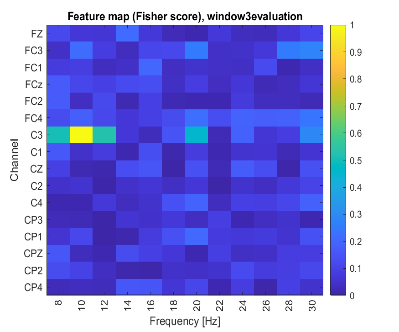 Feature map (Fisher score), window3evaluation
FZ
FC3
FC1
FCz
FC2
FC4
C3
C1
CZ
C2
C4
CP3
CP1
CPZ
CP2
CP4
Channel
8 10 12 14 16 18 20 22 24 26 28 30
Frequency [Hz]
1
0.9
0.8
0.7
0.6
0.5
0.4
0.3
0.2
0.1
0